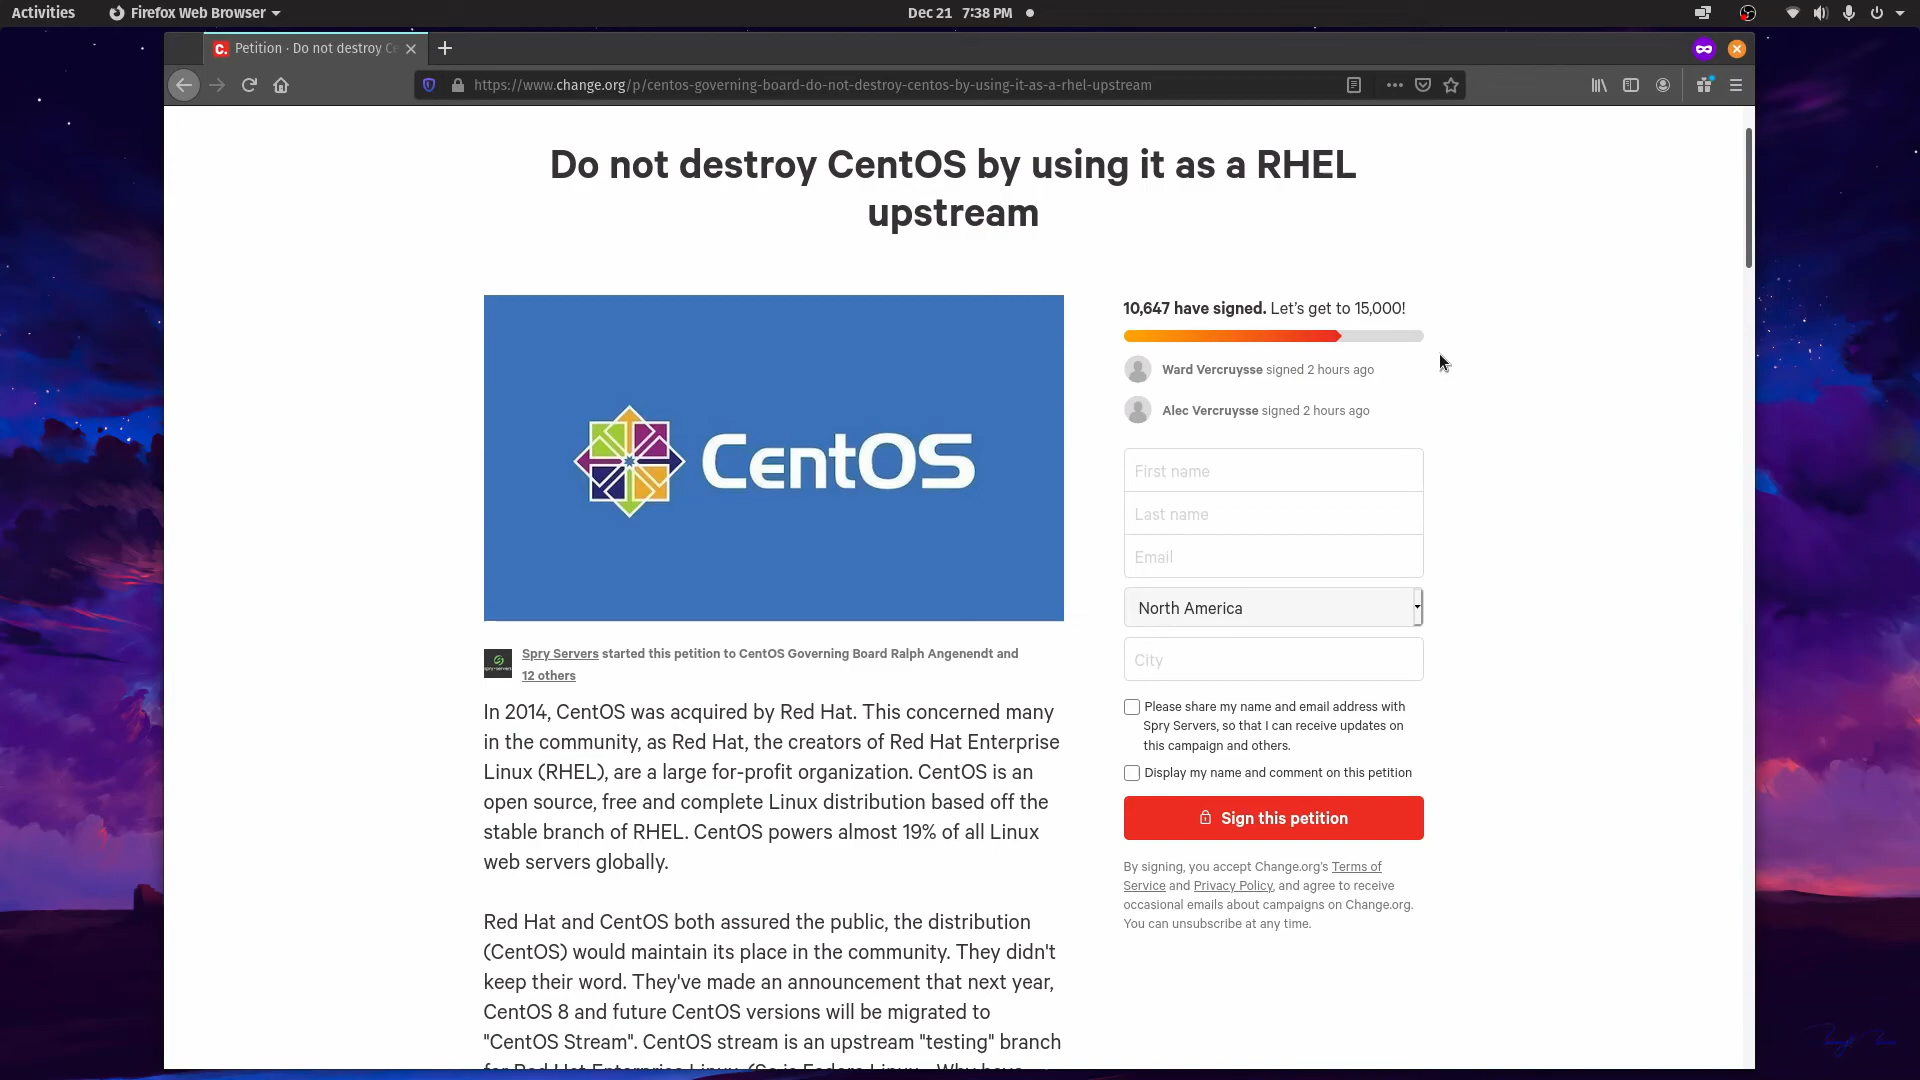 Activities
Firefox Web Browser
Dec 21 7:38 PM
Petition · Do not destroy Ce
https://www.change.org/p/centos-governing-board-do-not-destroy-centos-by-using-it-as-a-rhel-upstream
Do not destroy CentOS by using it as a RHEL
upstream
CentOS
10,647 have signed. Let's get to 15,000!
Ward Vercruysse signed 2 hours ago
Alec Vercruysse signed 2 hours ago
First name
Last name
Email
North America
City
Please share my name and email address with
Spry Servers, so that I can receive updates on
this campaign and others.
Display my name and comment on this petition
Sign this petition
By signing, you accept Change.org's Terms of
Service and Privacy Policy, and agree to receive
occasional emails about campaigns on Change.org.
You can unsubscribe at any time.
Spry Servers started this petition to CentOS Governing Board Ralph Angenendt and
12 others
In 2014, CentOS was acquired by Red Hat. This concerned many
in the community, as Red Hat, the creators of Red Hat Enterprise
Linux (RHEL), are a large for-profit organization. CentOS is an
open source, free and complete Linux distribution based off the
stable branch of RHEL. CentOS powers almost 19% of all Linux
web servers globally.
Red Hat and CentOS both assured the public, the distribution
(CentOS) would maintain its place in the community. They didn't
keep their word. They've made an announcement that next year,
CentOS 8 and future CentOS versions will be migrated to
"CentOS Stream". CentOS stream is an upstream "testing" branch
for Red Hat Enterprise Linux. (So is Fedora Linux - Why have